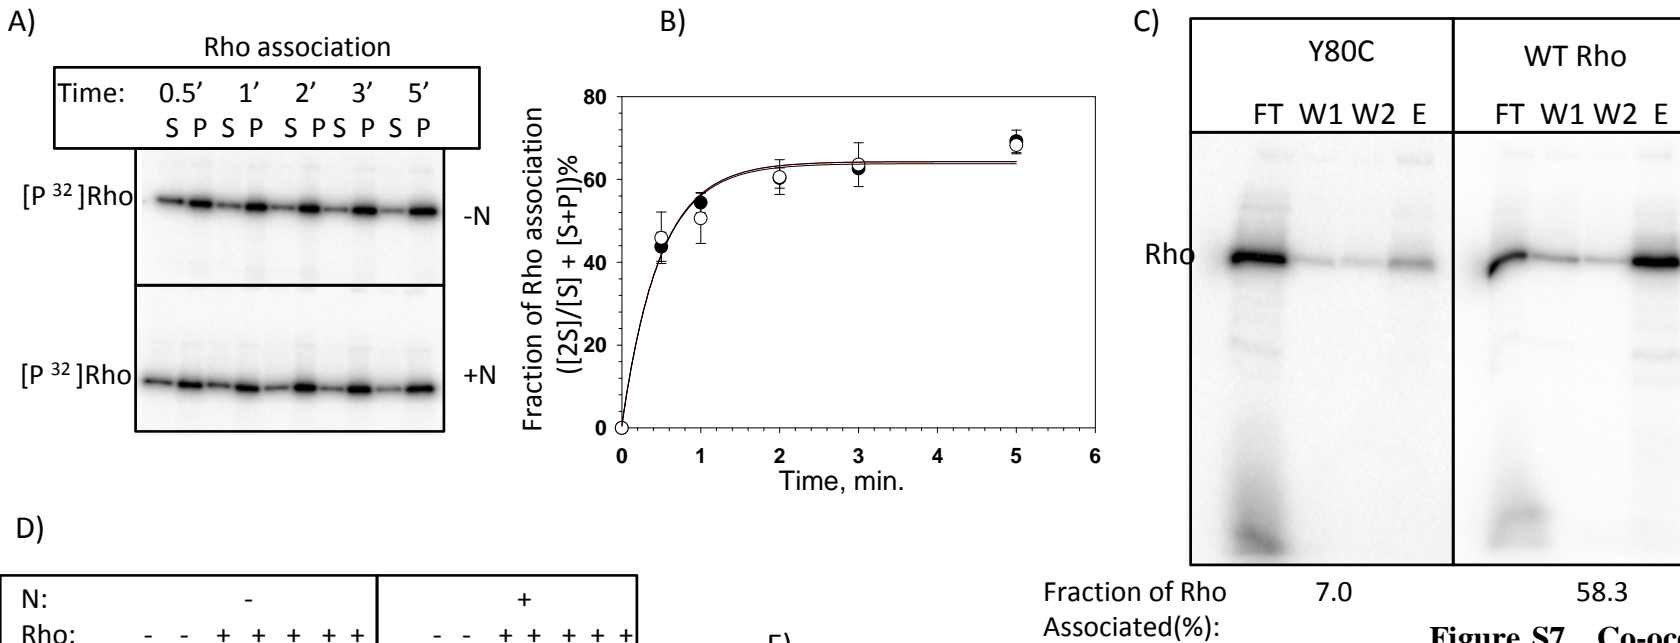 A)
Rho association
Time: 0.5’ 1’ 2’ 3’ 5’
S P S P S P S P S P
[P 32]Rho
-N
[P 32]Rho
+N
B)
Fraction of Rho association
([2S]/[S] + [S+P])%
80
60
40
20
0
0 1 2 3 4 5 6
Time, min.
C)
Y80C WT Rho
FT W1 W2 E FT W1 W2 E
Rho
Fraction of Rho 7.0 58.3
Associated(%):
D)
N: - +
Rho: - - + + + + + - - + + + + +
E)
Figure S7. Co-occ